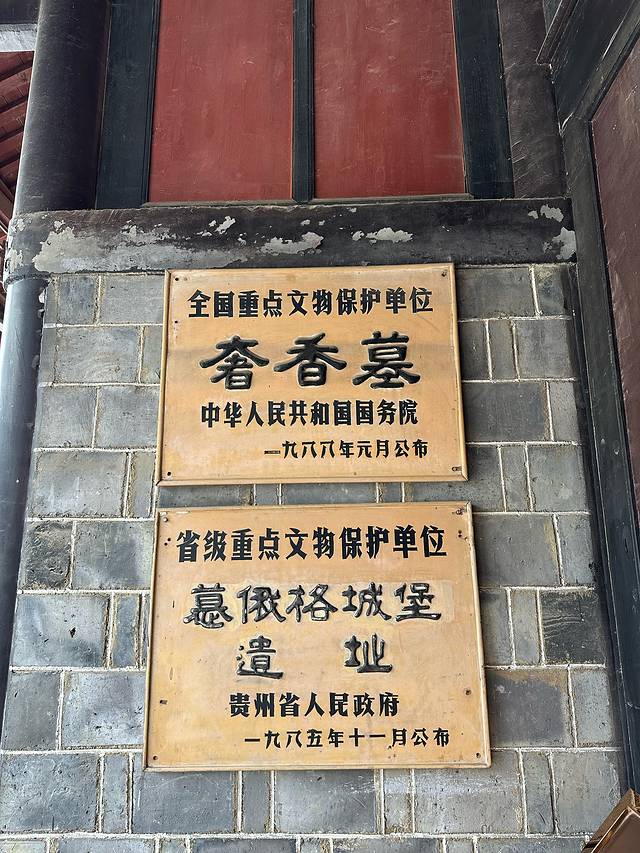 全国重点文物保护单位
奢香墓
中华人民共和国国务院
一九八八年元月公布
省级重点文物保护单位
慕俄格城堡
遺址
贵州省人民政府
一九八五年十一月公布